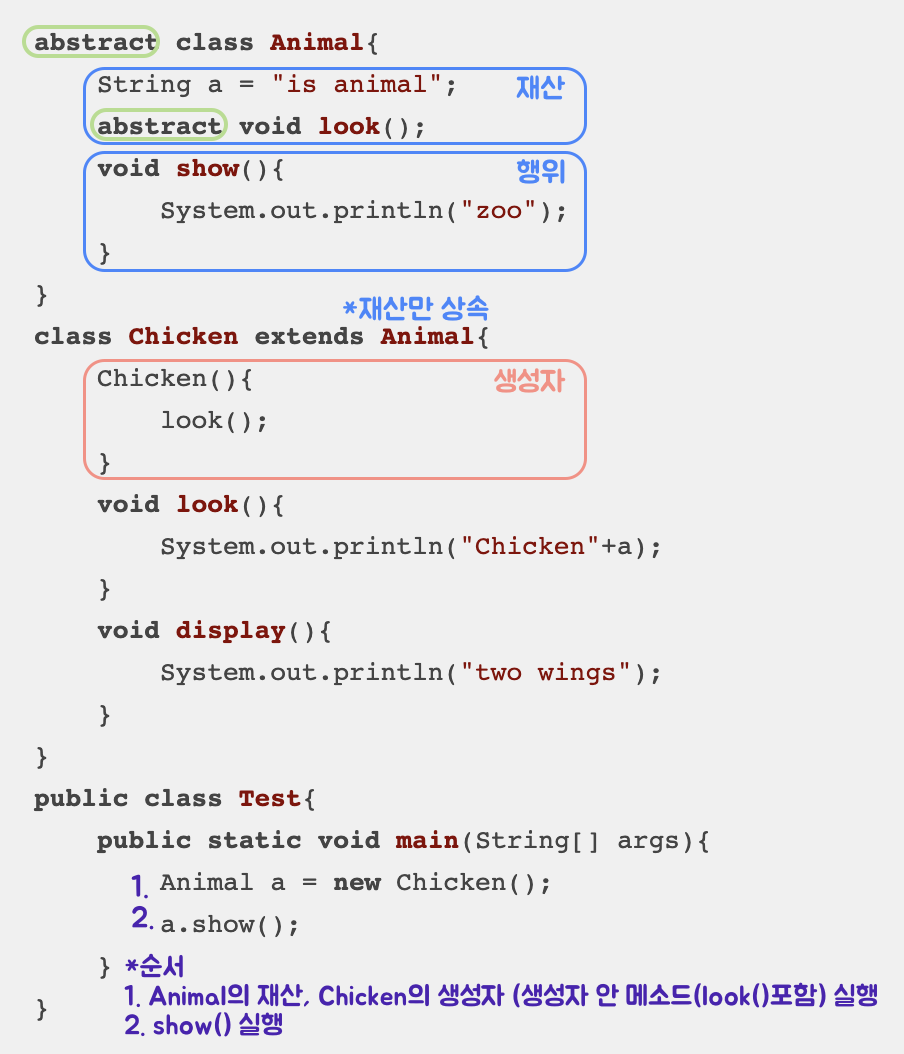 abstract class Animal{
String a = "is animal"; 재산
abstract void look();
void show(){ 행위
System.out.println("zoo");
}
}
*재산만 상속
class Chicken extends Animal{
Chicken(){ 생성자
look();
}
void look(){
System.out.println("Chicken"+a);
}
void display(){
System.out.println("two wings");
}
}
public class Test{
public static void main(String[] args){
1. Animal a = new Chicken();
2. a.show();
} *순서
1. Animal의 재산, Chicken의 생성자 (생성자 안 메소드(look()포함) 실행
}
2. show() 실행